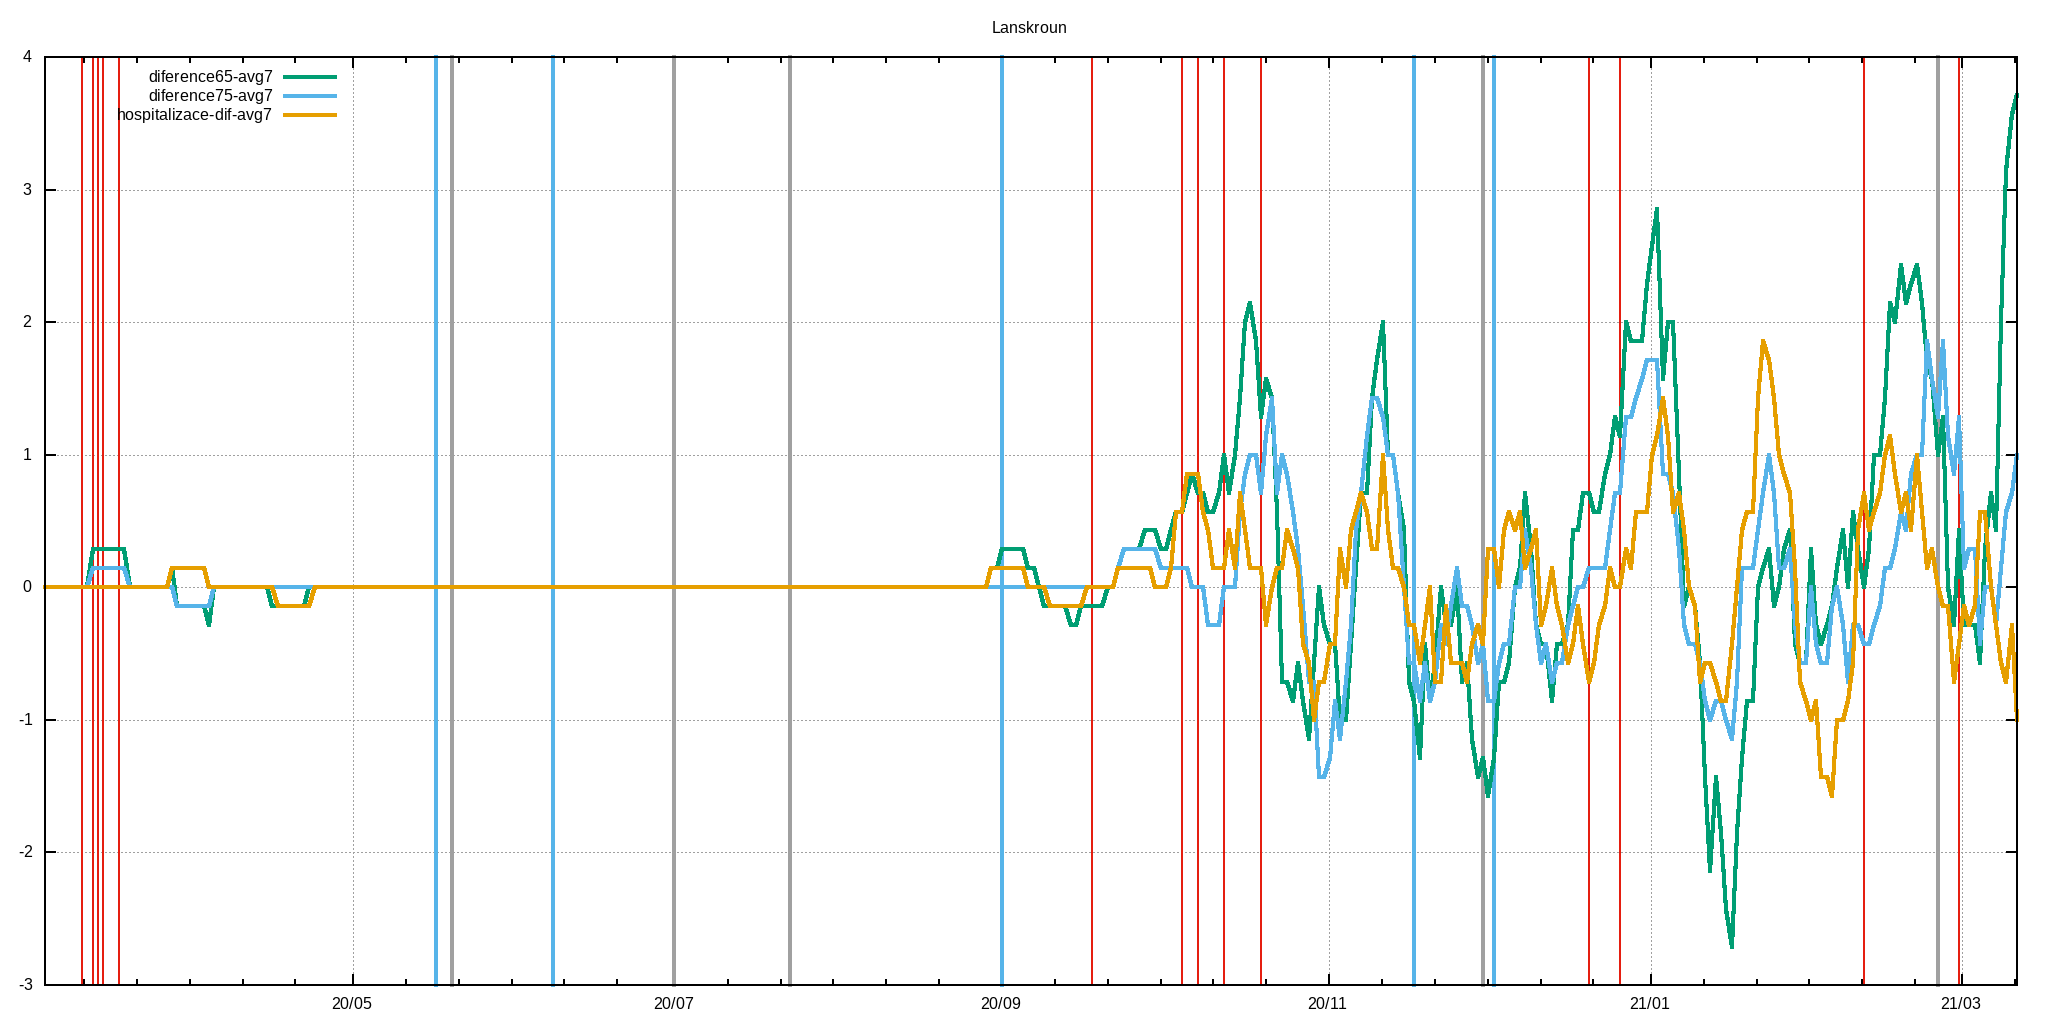 Lanskroun
4
diference65-avg7
diference75-avg7
hospitalizace-dif-avg7
3
2
1
0
-1
-2
-3
20/05 20/07 20/09 20/11 21/01 21/03